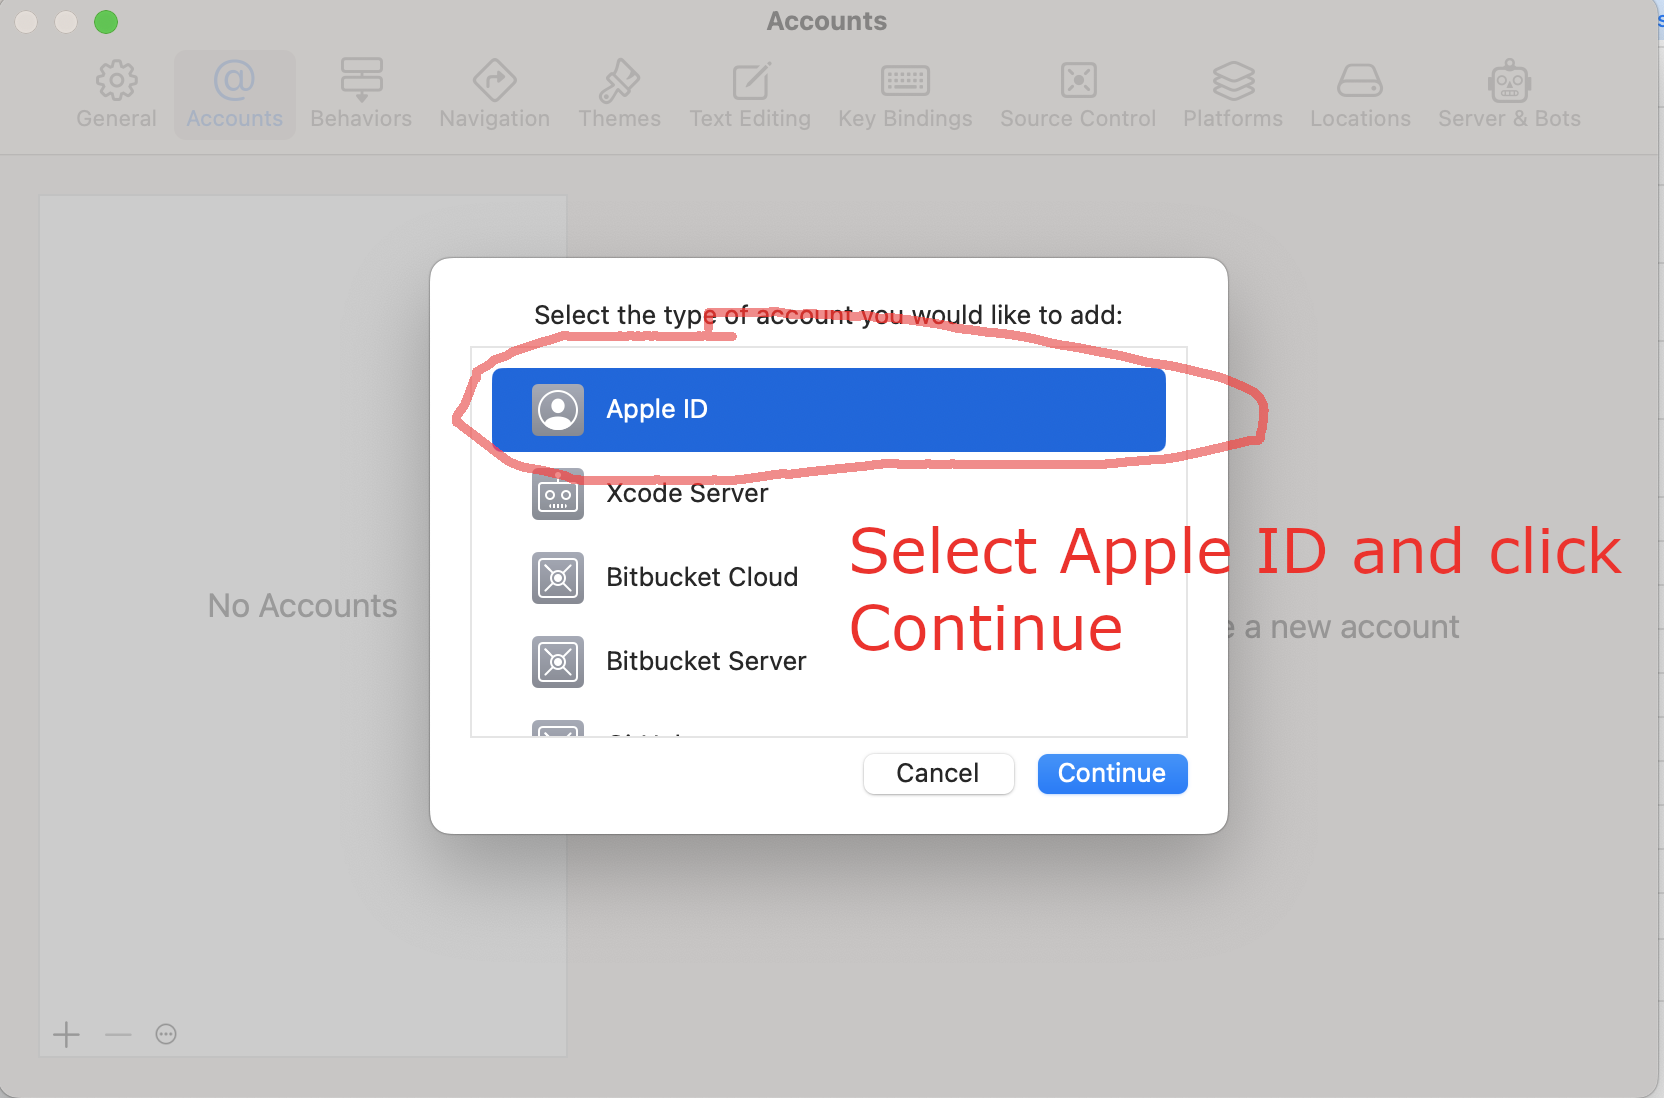 Accounts
General
Accounts
Behaviors
Navigation
Themes
Text Editing
Key Bindings
Source Control
Platforms
Locations
Server & Bots
Select the type of account you would like to add:
Apple ID
Xcode Server
Bitbucket Cloud
Bitbucket Server
Select Apple ID and click
Continue
No Accounts
a new account
Cancel
Continue